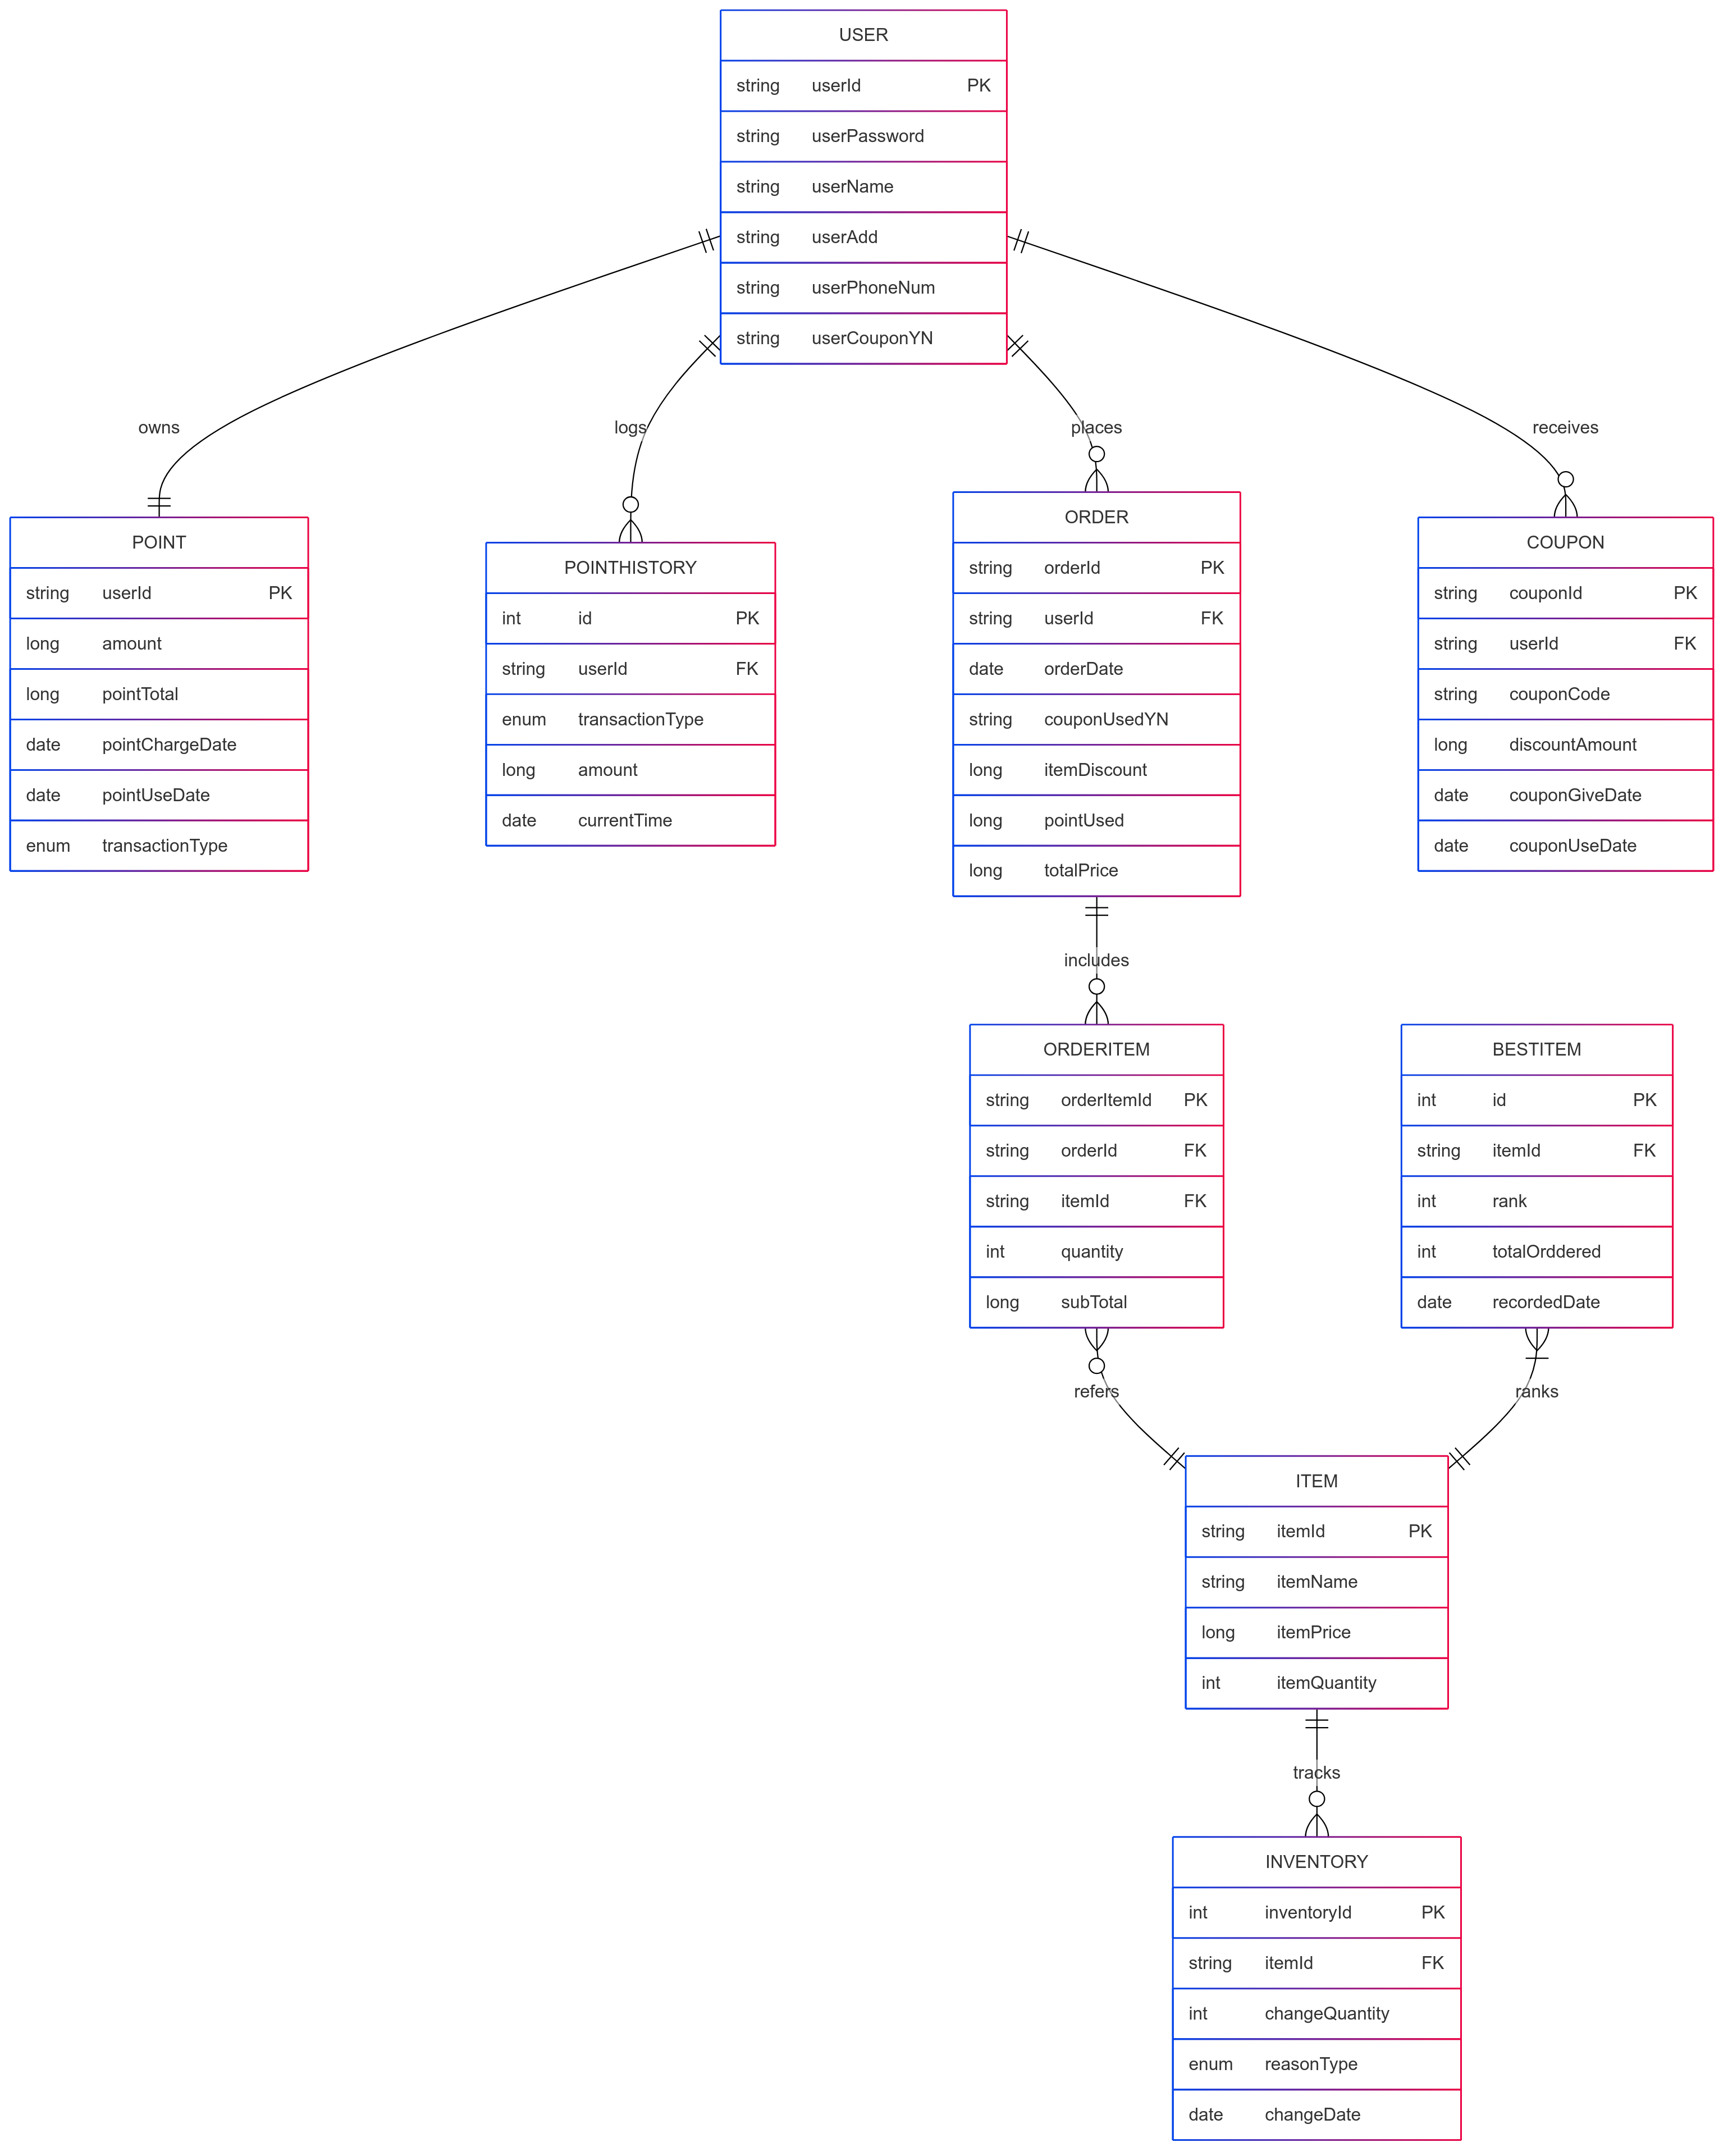 USER
string userId PK
string userPassword
string userName
string userAdd
string userPhoneNum
string userCouponYN
owns
logs
places
receives
POINT
string userId PK
long amount
long pointTotal
date pointChargeDate
date pointUseDate
enum transactionType
POINTHISTORY
int id PK
string userId FK
enum transactionType
long amount
date currentTime
ORDER
string orderId PK
string userId FK
date orderDate
string couponUsedYN
long itemDiscount
long pointUsed
long totalPrice
COUPON
string couponId PK
string userId FK
string couponCode
long discountAmount
date couponGiveDate
date couponUseDate
includes
ORDERITEM
string orderItemId PK
string orderId FK
string itemId FK
int quantity
long subTotal
BESTITEM
int id PK
string itemId FK
int rank
int totalOrddered
date recordedDate
refers
ranks
ITEM
string itemId PK
string itemName
long itemPrice
int itemQuantity
tracks
INVENTORY
int inventoryId PK
string itemId FK
int changeQuantity
enum reasonType
date changeDate